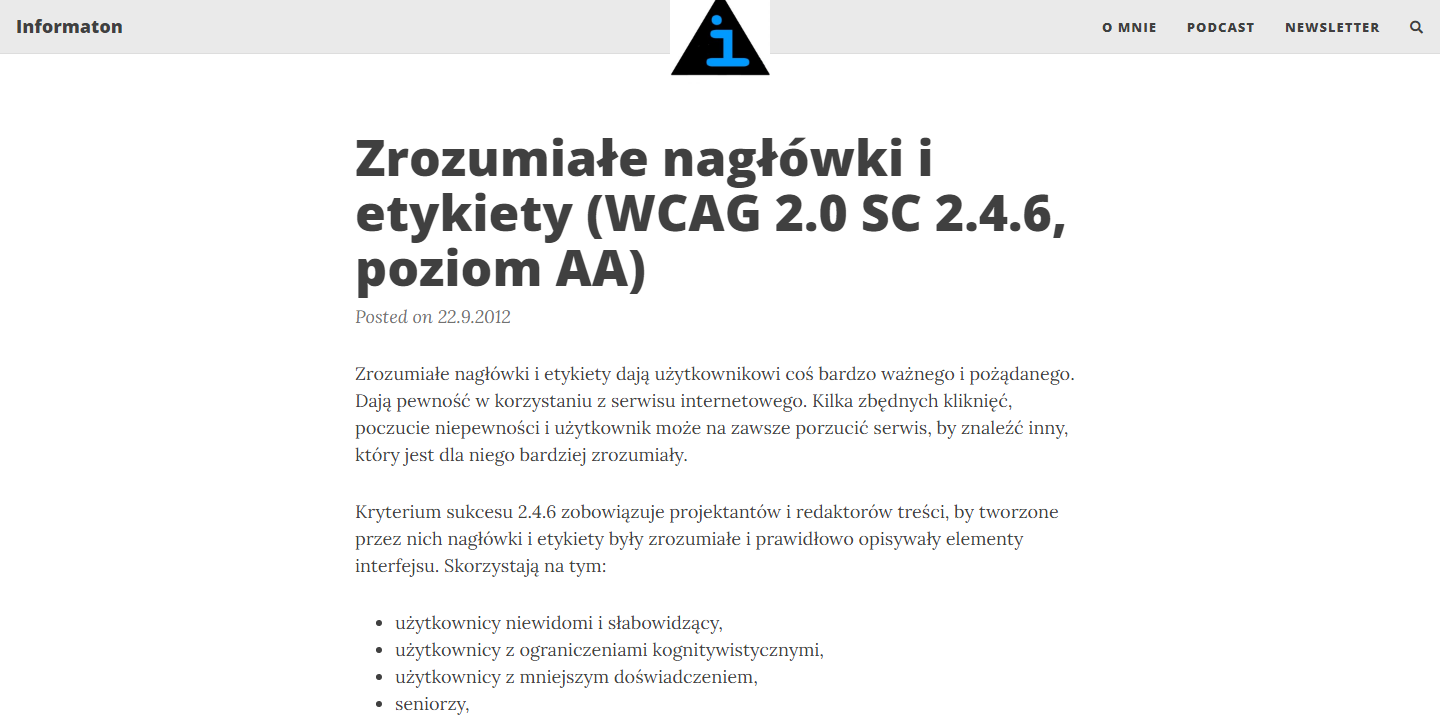 Informaton
i
O MNIE
PODCAST
NEWSLETTER
Zrozumiałe nagłówki i
etykiety (WCAG 2.0 SC 2.4.6,
poziom AA)
Posted on 22.9.2012
Zrozumiałe nagłówki i etykiety dają użytkownikowi coś bardzo ważnego i pożądanego.
Dają pewność w korzystaniu z serwisu internetowego. Kilka zbędnych kliknięć,
poczucie niepewności i użytkownik może na zawsze porzucić serwis, by znaleźć inny,
który jest dla niego bardziej zrozumiały.
Kryterium sukcesu 2.4.6 zobowiązuje projektantów i redaktorów treści, by tworzone
przez nich nagłówki i etykiety były zrozumiałe i prawidłowo opisywały elementy
interfejsu. Skorzystają na tym:
• użytkownicy niewidomi i słabowidzący,
• użytkownicy z ograniczeniami kognitywistycznymi,
• użytkownicy z mniejszym doświadczeniem,
• seniorzy,